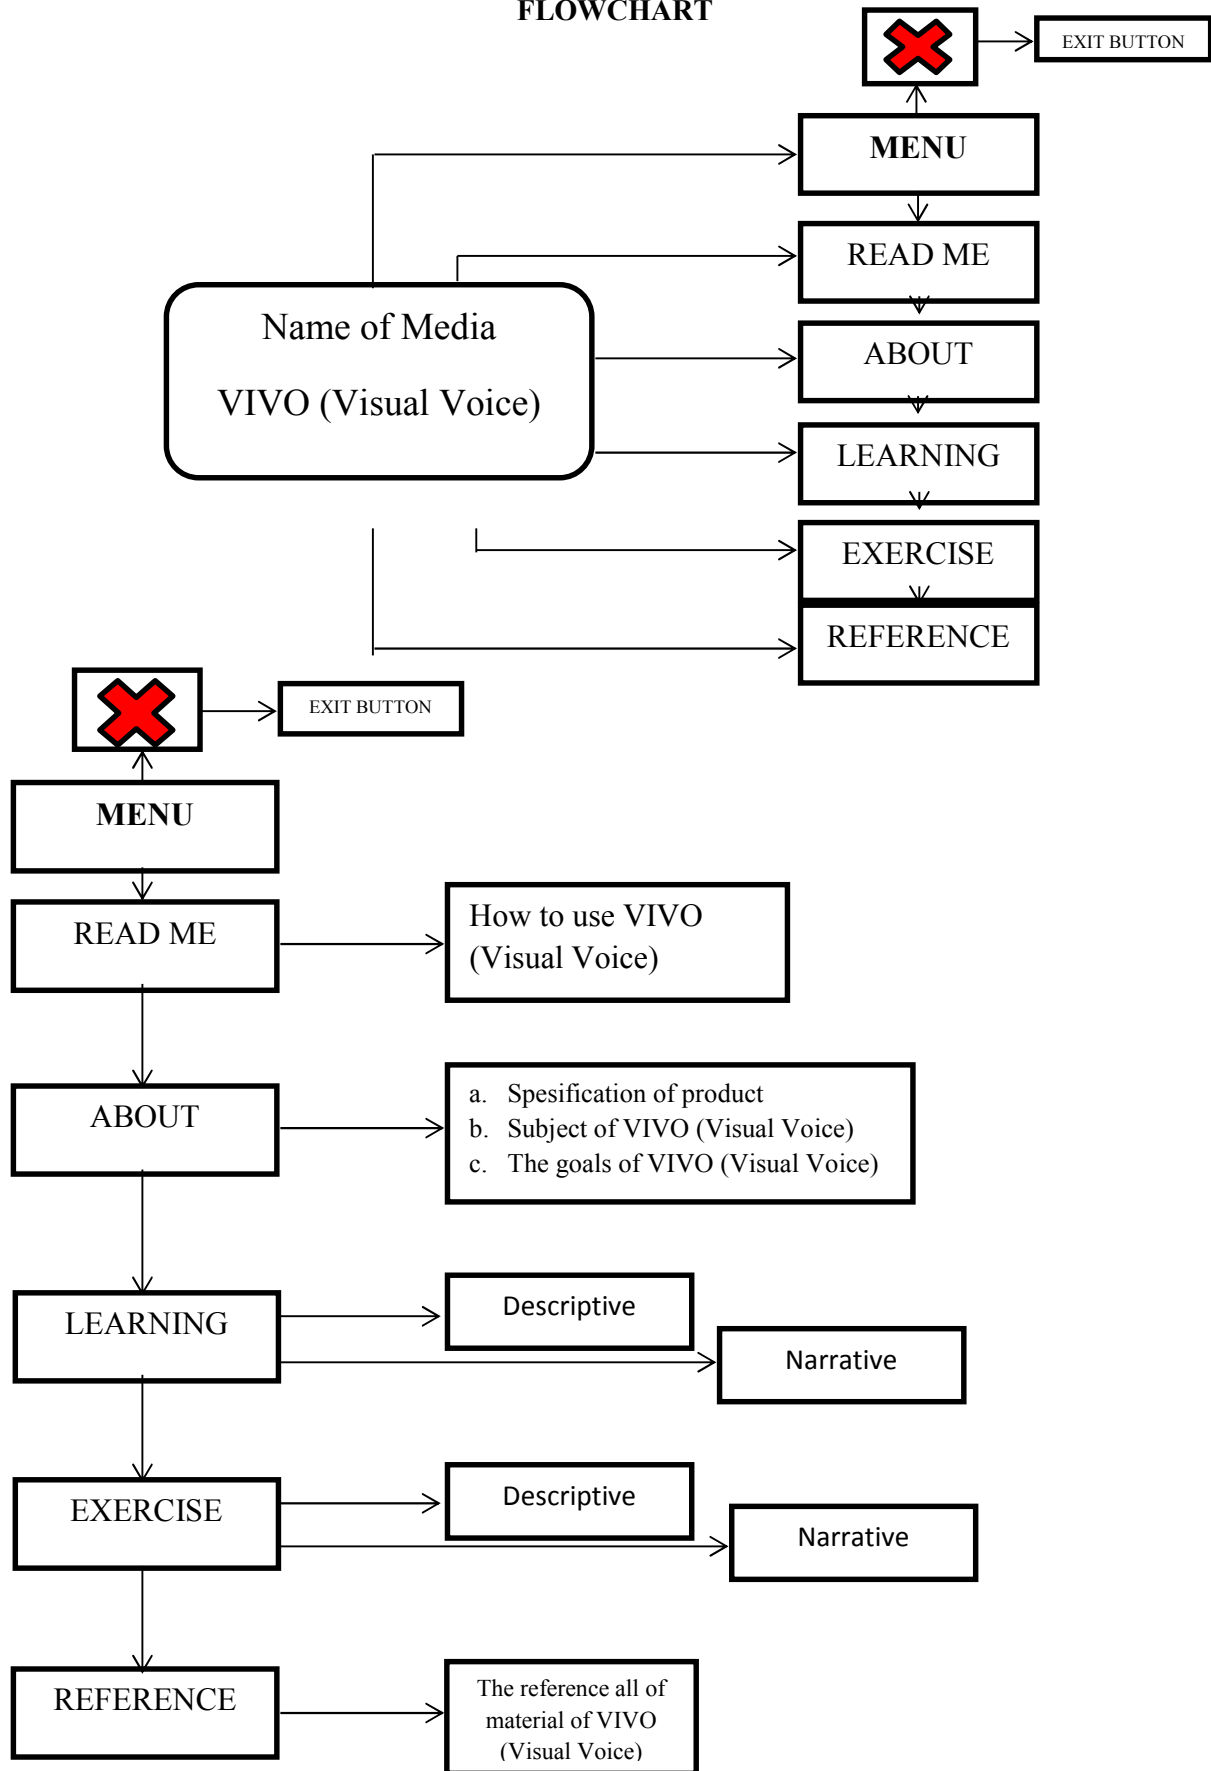 FLOWCHART
EXIT BUTTON
MENU
READ ME
Name of Media
VIVO (Visual Voice)
ABOUT
LEARNING
EXERCISE
REFERENCE
EXIT BUTTON
MENU
READ ME
How to use VIVO
(Visual Voice)
ABOUT
a. Spesification of product
b. Subject of VIVO (Visual Voice)
c. The goals of VIVO (Visual Voice)
LEARNING
Descriptive
Narrative
EXERCISE
Descriptive
Narrative
REFERENCE
The reference all of
material of VIVO
(Visual Voice)